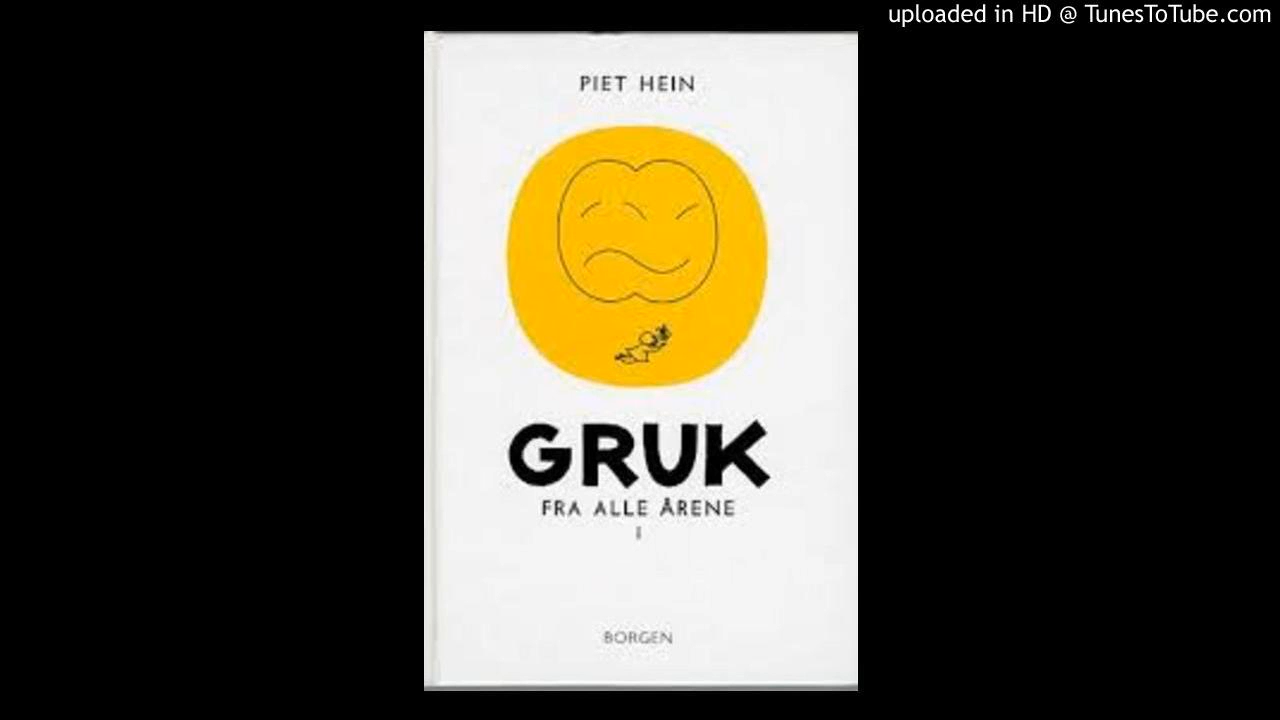 uploaded in HD @ TunesToTube.com
PIET HEIN
GRUK
FRA ALLE ÅRENE
I
BORGEN